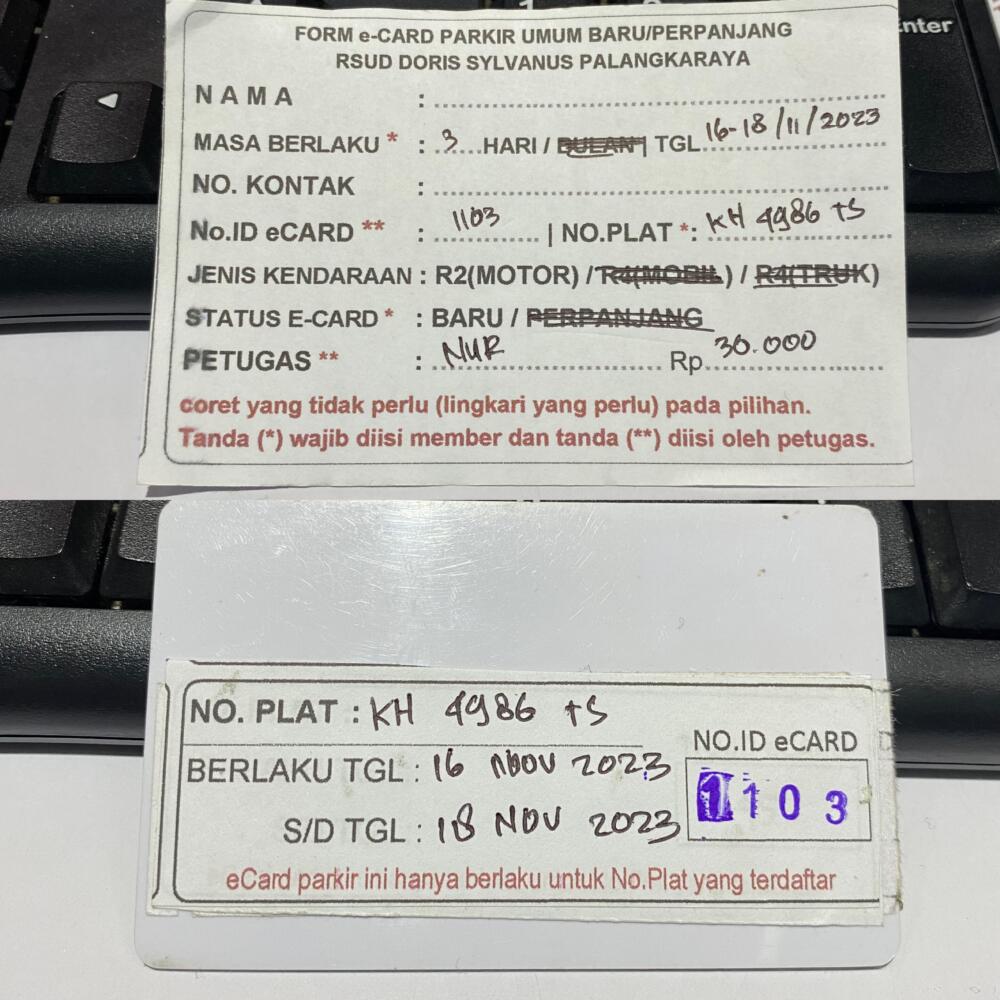 Enter
FORM e-CARD PARKIR UMUM BARU/PERPANJANG
RSUD DORIS SYLVANUS PALANGKARAYA
NAMA :
MASA BERLAKU * : 3 HARI / BULAN | TGL 16-18/11/2023
NO. KONTAK :
No.ID eCARD ** : 1103 | NO.PLAT *: KH 4986 TS
JENIS KENDARAAN : R2(MOTOR) / R4(MOBIL) / R4(TRUK)
STATUS E-CARD * : BARU / PERPANJANG
PETUGAS ** : NUR Rp 30.000
coret yang tidak perlu (lingkari yang perlu) pada pilihan.
Tanda (*) wajib diisi member dan tanda (**) diisi oleh petugas.
NO. PLAT : KH 4986 TS
BERLAKU TGL : 16 NOV 2023
S/D TGL : 18 NOV 2023
NO.ID eCARD
1103
eCard parkir ini hanya berlaku untuk No.Plat yang terdaftar